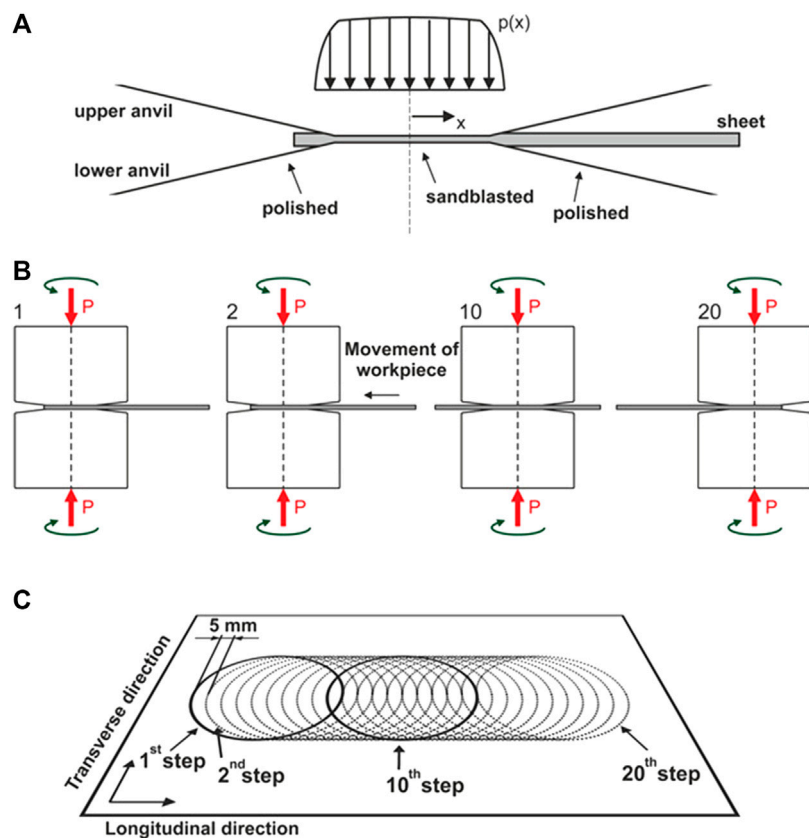 A
p(x)
upper anvil
x
sheet
lower anvil
polished
sandblasted
polished
B
1
P
2
P
10
P
20
P
Movement of
workpiece
P
P
P
P
C
5 mm
Transverse direction
1st step
2nd step
10th step
20th step
Longitudinal direction